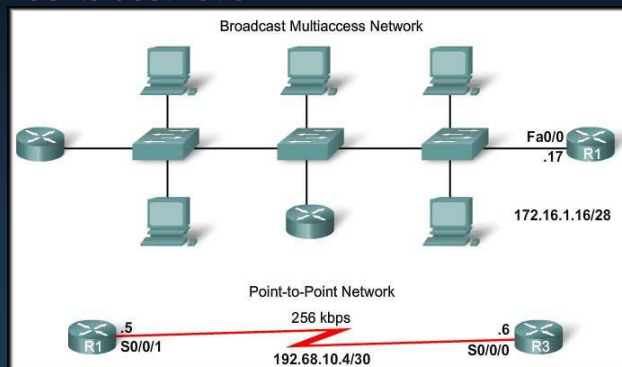 Broadcast Multiaccess Network
Fa0/0
.17
R1
172.16.1.16/28
Point-to-Point Network
256 kbps
.5
.6
R1
S0/0/1
192.68.10.4/30
S0/0/0
R3